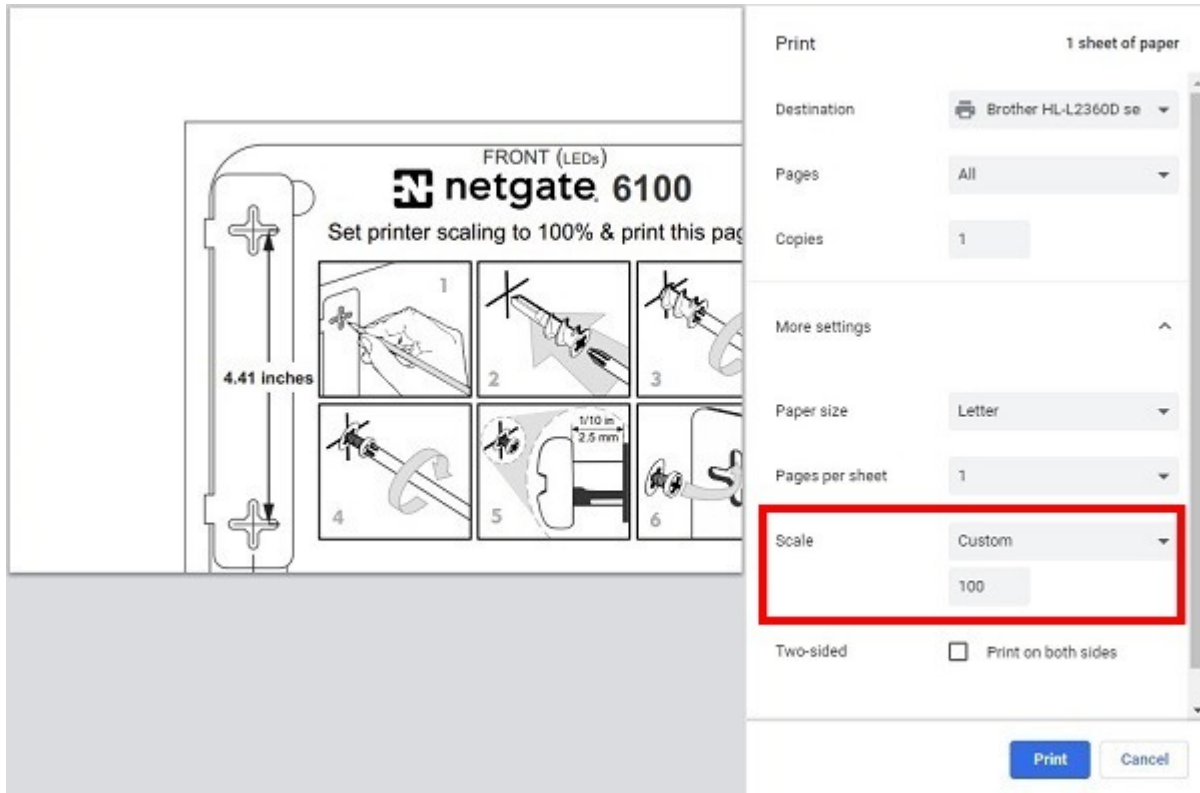 FRONT (LEDs)
netgate 6100
Set printer scaling to 100% & print this pag
1
2
3
4.41 inches
1/10 in
2.5 mm
4
5
6
Print 1 sheet of paper
Destination Brother HL-L2360D se
Pages All
Copies 1
More settings
Paper size Letter
Pages per sheet 1
Scale Custom
100
Two-sided Print on both sides
Print Cancel